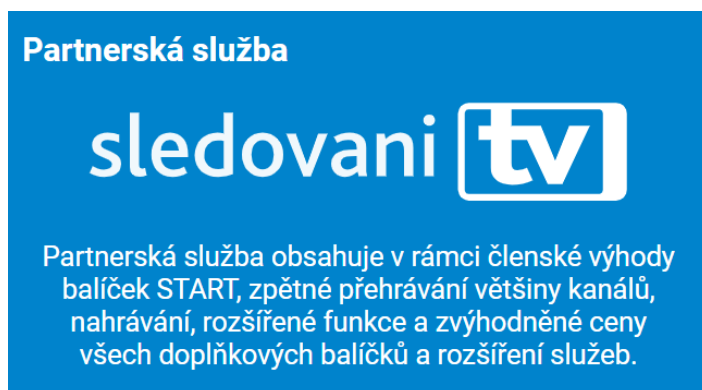 Partnerská služba
sledovani tv
Partnerská služba obsahuje v rámci členské výhody
balíček START, zpětné přehrávání většiny kanálů,
nahrávání, rozšířené funkce a zvýhodněné ceny
všech doplňkových balíčků a rozšíření služeb.